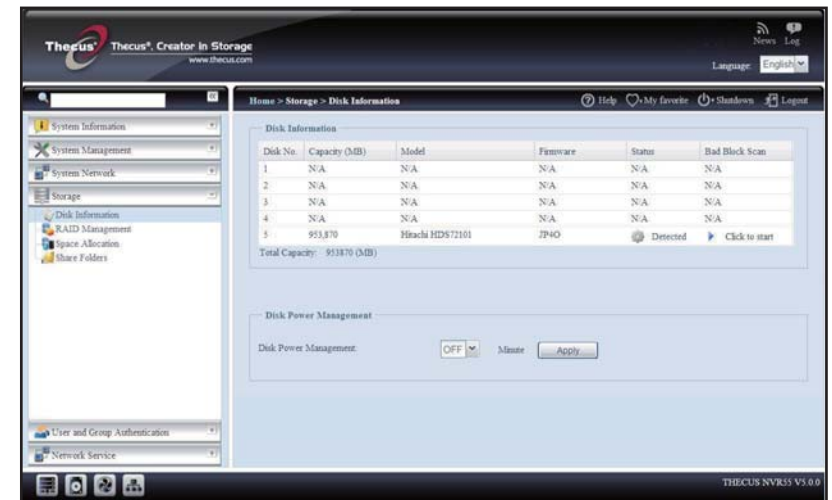 Thecus® Thecus®, Creator in Storage
www.thecus.com
News Log
Language: English
Home > Storage > Disk Information
Help My favorite Shutdown Logout
System Information
System Management
System Network
Storage
Disk Information
RAID Management
Space Allocation
Share Folders
User and Group Authentication
Network Service
Disk Information
Disk No. Capacity (MB) Model Firmware Status Bad Block Scan
1 N/A N/A N/A N/A N/A
2 N/A N/A N/A N/A N/A
3 N/A N/A N/A N/A N/A
4 N/A N/A N/A N/A N/A
5 953,870 Hitachi HDS72101 JP4O Detected Click to start
Total Capacity: 953870 (MB)
Disk Power Management
Disk Power Management: OFF Minute Apply
THECUS NVR55 V5.0.0